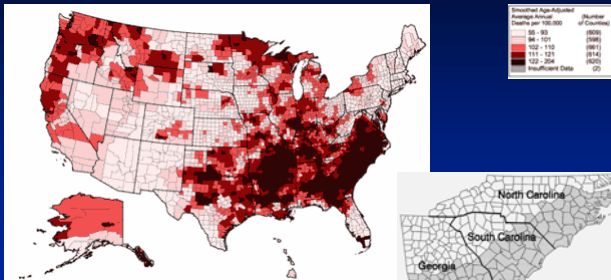 Smoothed Age-Adjusted
Average Annual (Number
Deaths per 100,000 of Counties)
55 - 93 (609)
94 - 101 (598)
102 - 110 (661)
111 - 121 (614)
122 - 204 (620)
Insufficient Data (2)
North Carolina
South Carolina
Georgia